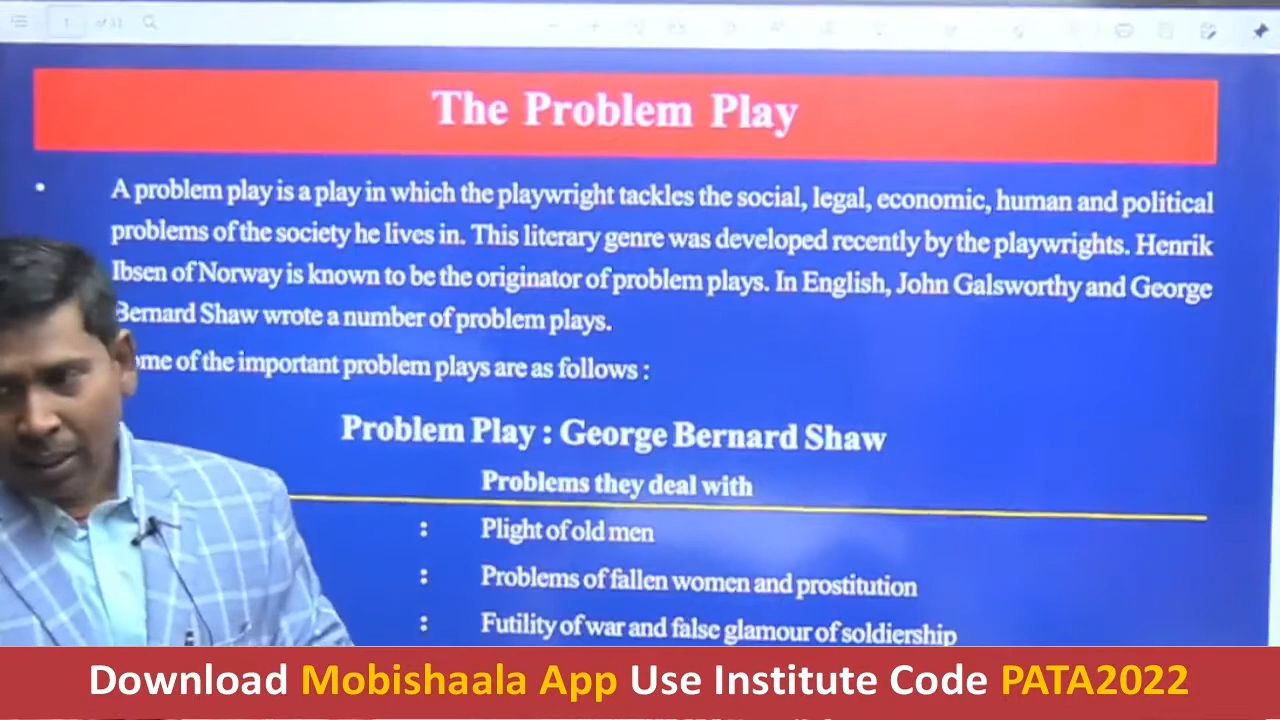 1 of 33
The Problem Play
• A problem play is a play in which the playwright tackles the social, legal, economic, human and political
problems of the society he lives in. This literary genre was developed recently by the playwrights. Henrik
Ibsen of Norway is known to be the originator of problem plays. In English, John Galsworthy and George
Bernard Shaw wrote a number of problem plays.
ome of the important problem plays are as follows :
Problem Play : George Bernard Shaw
Problems they deal with
: Plight of old men
: Problems of fallen women and prostitution
: Futility of war and false glamour of soldiership
Download Mobishaala App Use Institute Code PATA2022